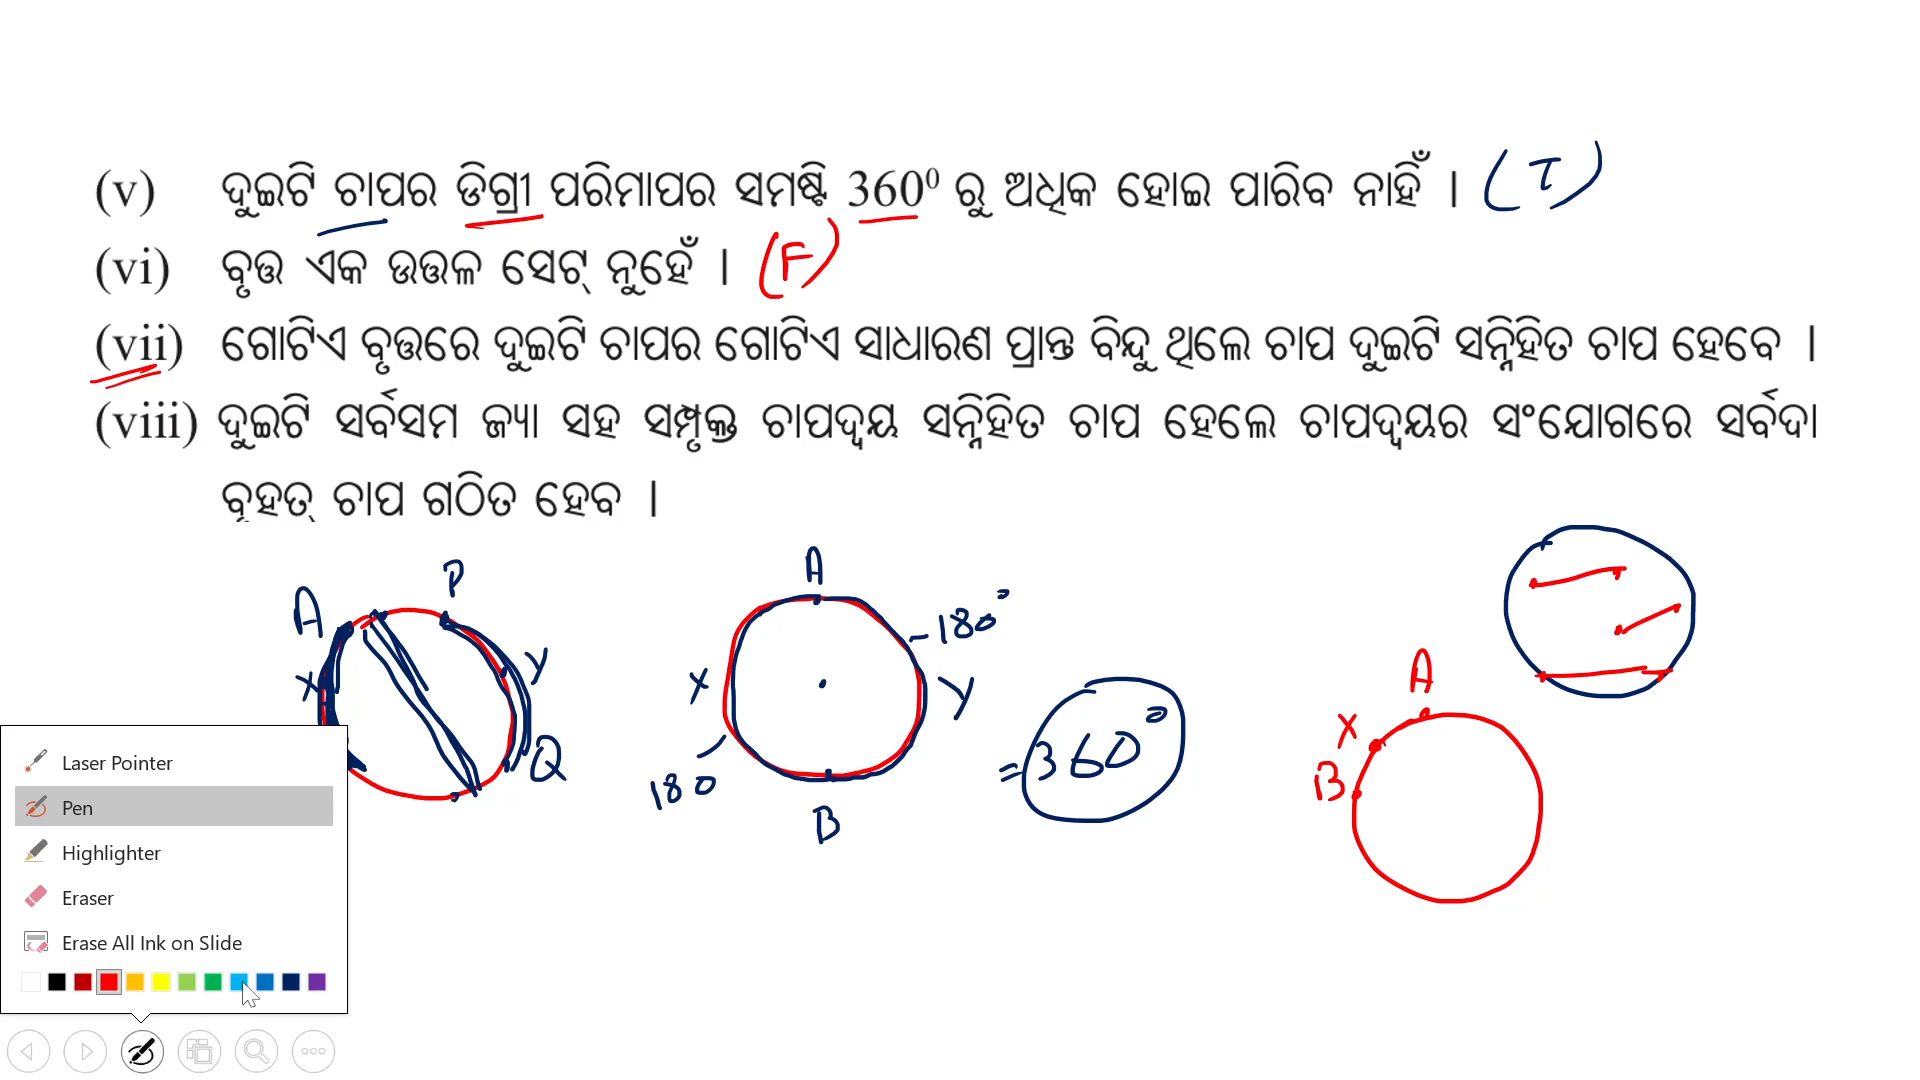 (v) ଦୁଇଟି ଚାପର ଡିଗ୍ରୀ ପରିମାପର ସମଷ୍ଟି 360⁰ ରୁ ଅଧିକ ହୋଇ ପାରିବ ନାହିଁ । (T)
(vi) ବୃତ୍ତ ଏକ ଉତ୍ତଳ ସେଟ୍ ନୁହେଁ । (F)
(vii) ଗୋଟିଏ ବୃତ୍ତରେ ଦୁଇଟି ଚାପର ଗୋଟିଏ ସାଧାରଣ ପ୍ରାନ୍ତ ବିନ୍ଦୁ ଥିଲେ ଚାପ ଦୁଇଟି ସନ୍ନିହିତ ଚାପ ହେବେ ।
(viii) ଦୁଇଟି ସର୍ବସମ ଜ୍ୟା ସହ ସମ୍ପୃକ୍ତ ଚାପଦ୍ୱୟ ସନ୍ନିହିତ ଚାପ ହେଲେ ଚାପଦ୍ୱୟର ସଂଯୋଗରେ ସର୍ବଦା
ବୃହତ୍ ଚାପ ଗଠିତ ହେବ ।
A P X Y Q
A 180° X Y 180 B
=360°
A X B
Laser Pointer
Pen
Highlighter
Eraser
Erase All Ink on Slide